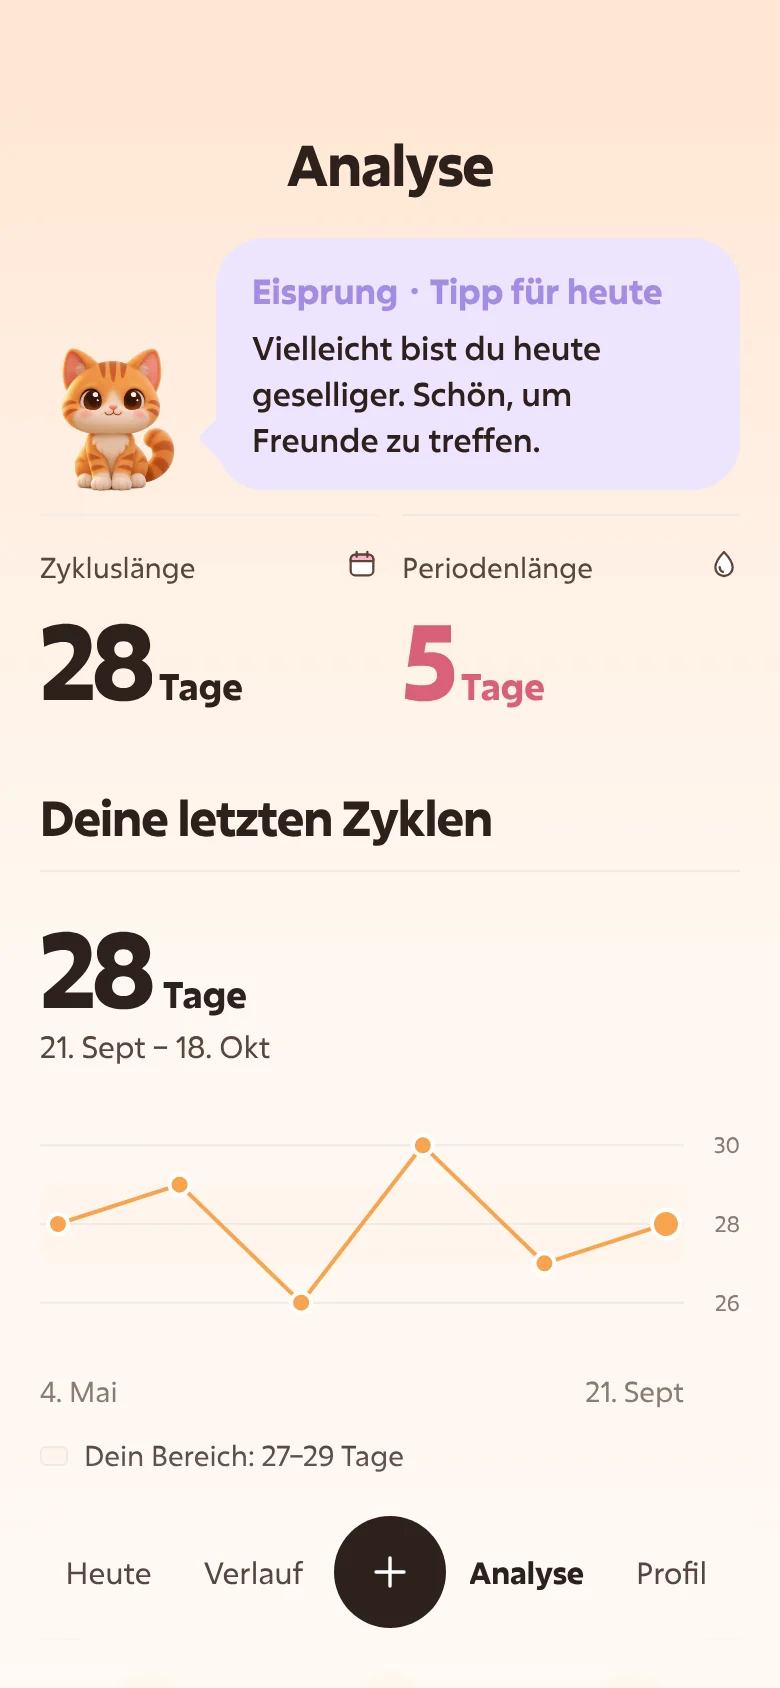 Analyse
Eisprung · Tipp für heute
Vielleicht bist du heute
geselliger. Schön, um
Freunde zu treffen.
Zykluslänge
28 Tage
Periodenlänge
5 Tage
Deine letzten Zyklen
28 Tage
21. Sept – 18. Okt
30
28
26
4. Mai
21. Sept
Dein Bereich: 27–29 Tage
Heute
Verlauf
Analyse
Profil